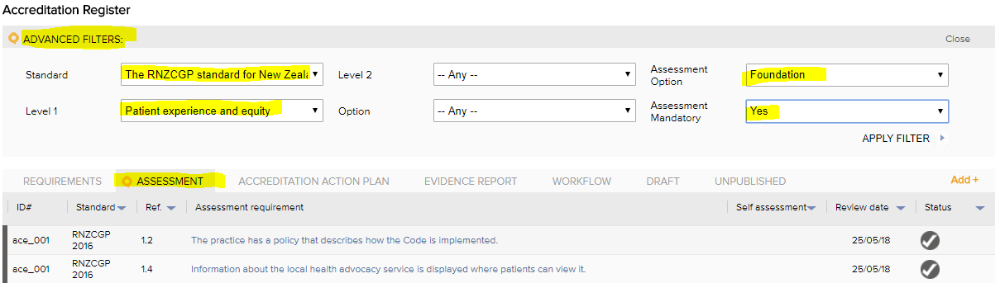 Accreditation Register
ADVANCED FILTERS: Close
Standard The RNZCGP standard for New Zeala Level 2 -- Any -- Assessment Option Foundation
Level 1 Patient experience and equity Option -- Any -- Assessment Mandatory Yes
APPLY FILTER
REQUIREMENTS ASSESSMENT ACCREDITATION ACTION PLAN EVIDENCE REPORT WORKFLOW DRAFT UNPUBLISHED Add +
ID# Standard Ref. Assessment requirement Self assessment Review date Status
ace_001 RNZCGP 2016 1.2 The practice has a policy that describes how the Code is implemented. 25/05/18
ace_001 RNZCGP 2016 1.4 Information about the local health advocacy service is displayed where patients can view it. 25/05/18